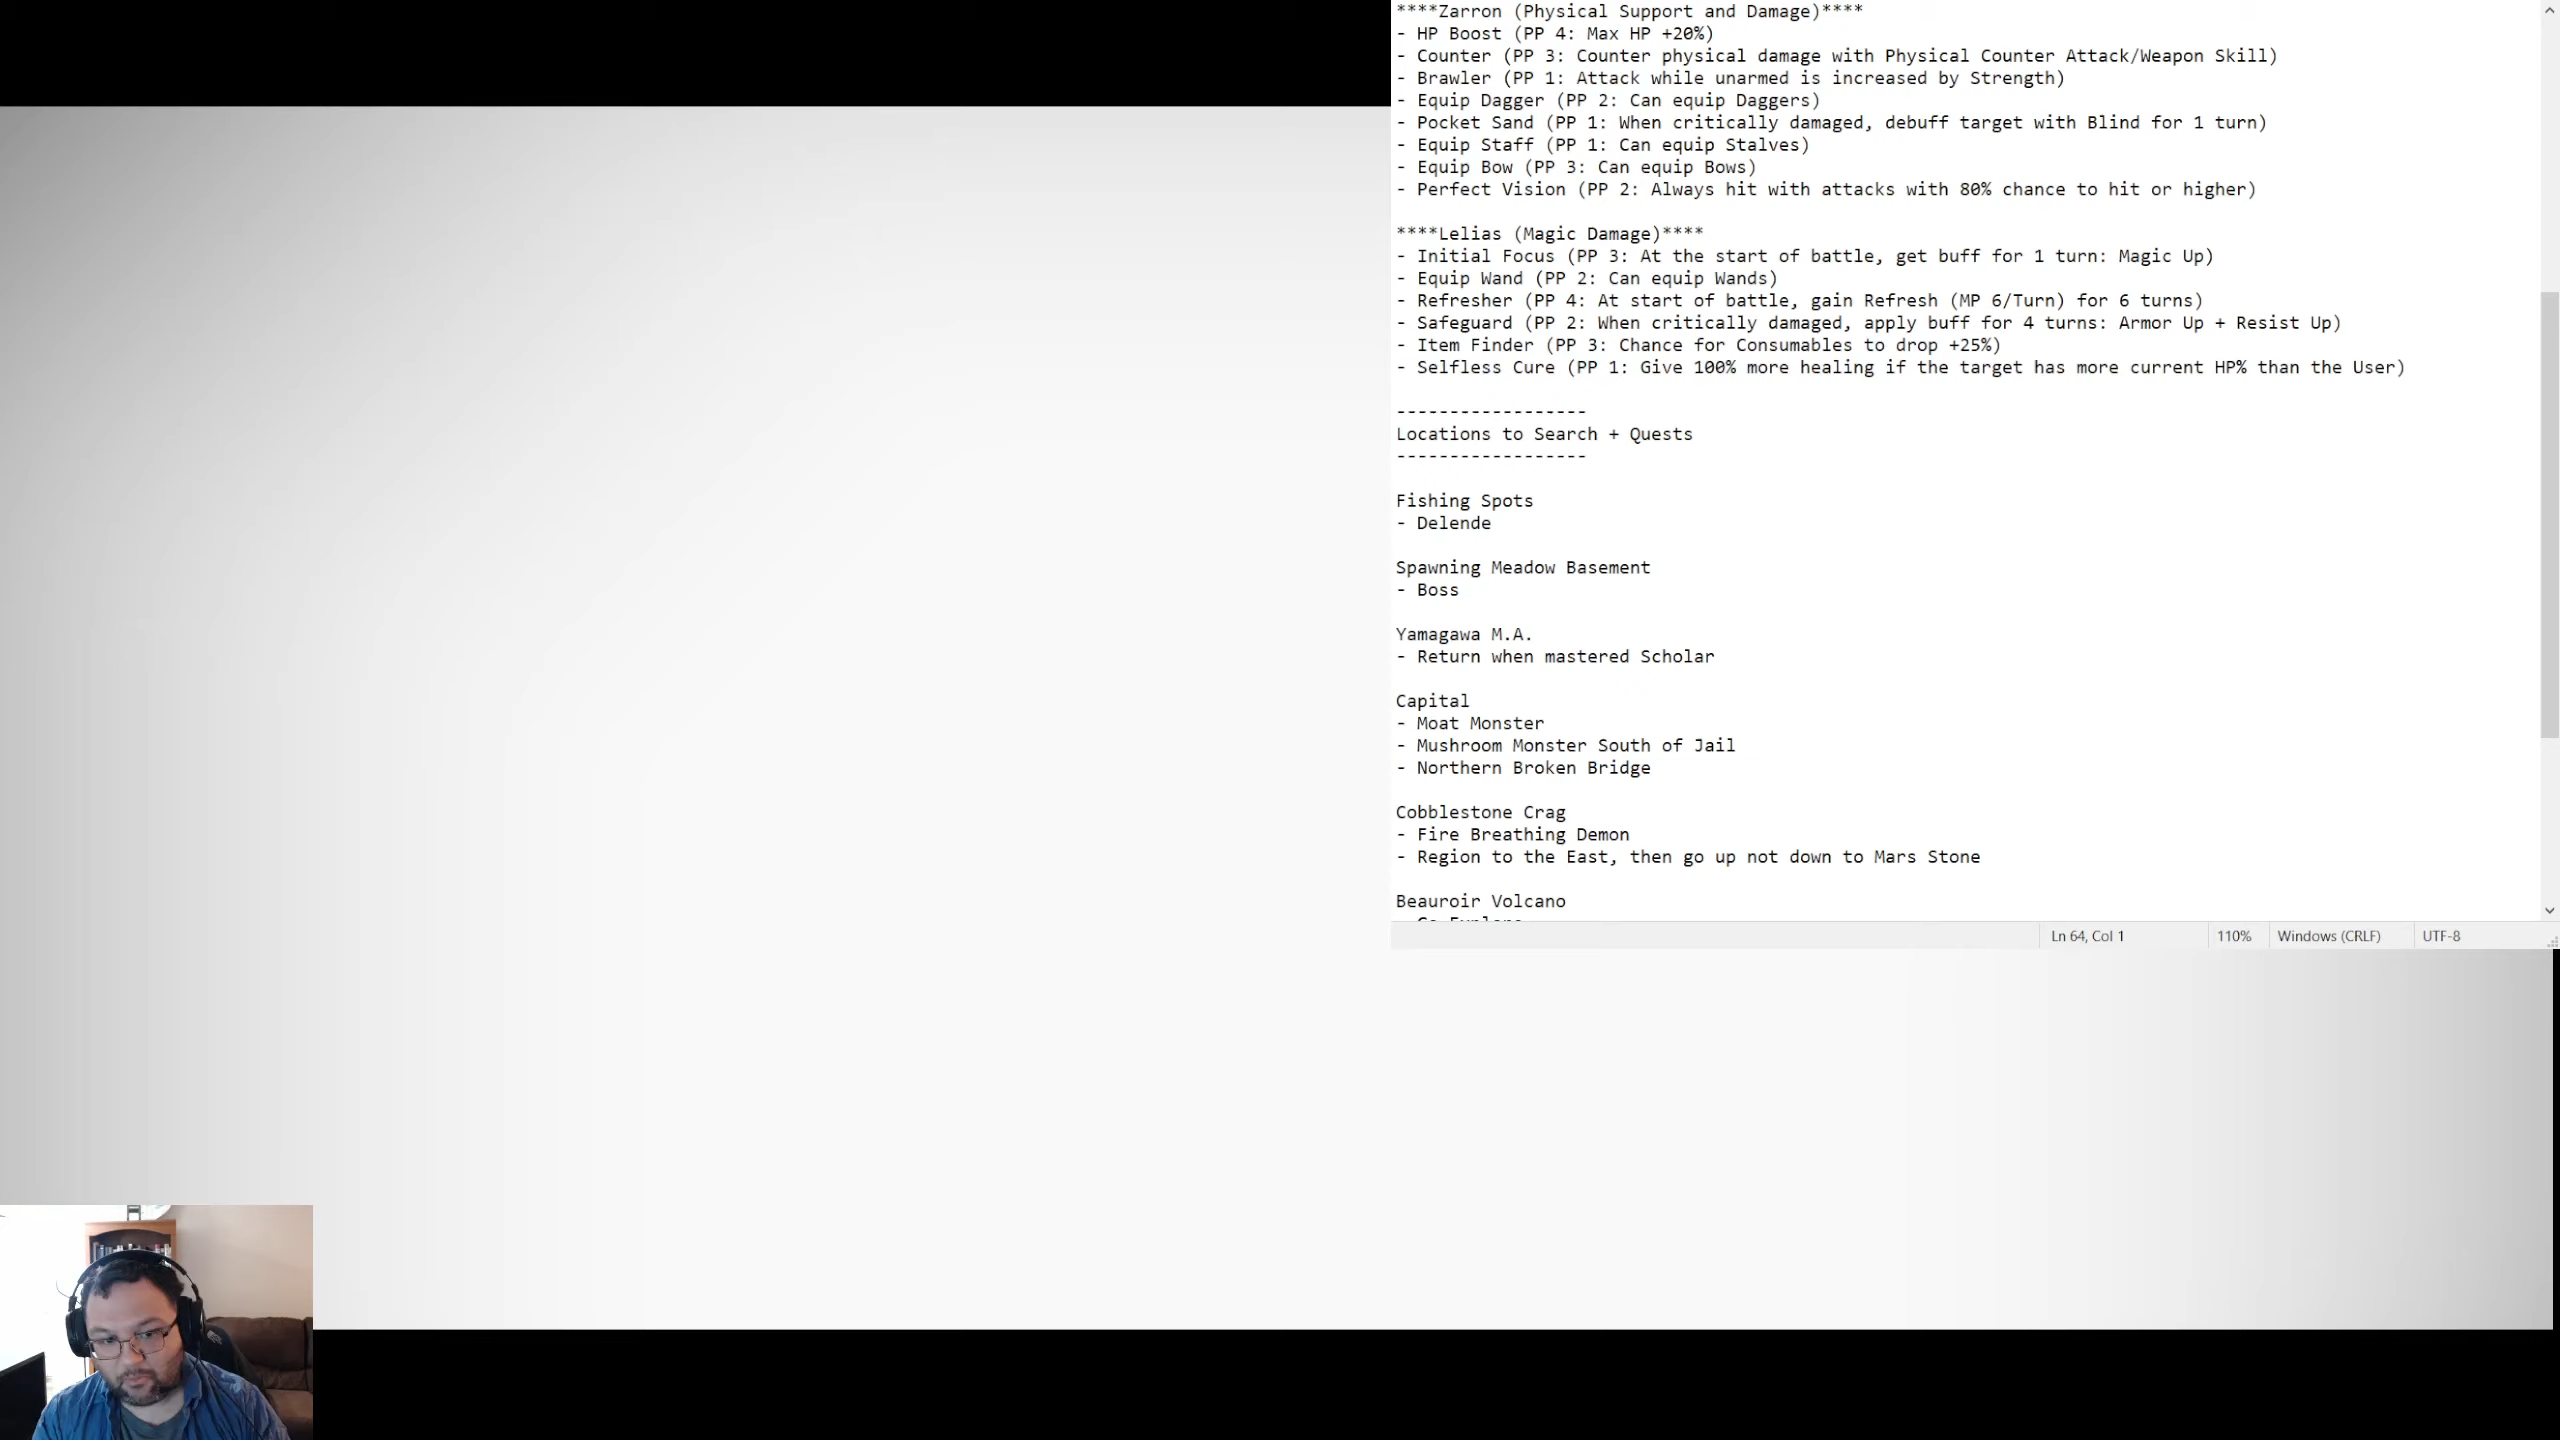 ****Zarron (Physical Support and Damage)****
- HP Boost (PP 4: Max HP +20%)
- Counter (PP 3: Counter physical damage with Physical Counter Attack/Weapon Skill)
- Brawler (PP 1: Attack while unarmed is increased by Strength)
- Equip Dagger (PP 2: Can equip Daggers)
- Pocket Sand (PP 1: When critically damaged, debuff target with Blind for 1 turn)
- Equip Staff (PP 1: Can equip Stalves)
- Equip Bow (PP 3: Can equip Bows)
- Perfect Vision (PP 2: Always hit with attacks with 80% chance to hit or higher)
****Lelias (Magic Damage)****
- Initial Focus (PP 3: At the start of battle, get buff for 1 turn: Magic Up)
- Equip Wand (PP 2: Can equip Wands)
- Refresher (PP 4: At start of battle, gain Refresh (MP 6/Turn) for 6 turns)
- Safeguard (PP 2: When critically damaged, apply buff for 4 turns: Armor Up + Resist Up)
- Item Finder (PP 3: Chance for Consumables to drop +25%)
- Selfless Cure (PP 1: Give 100% more healing if the target has more current HP% than the User)
------------------
Locations to Search + Quests
------------------
Fishing Spots
- Delende
Spawning Meadow Basement
- Boss
Yamagawa M.A.
- Return when mastered Scholar
Capital
- Moat Monster
- Mushroom Monster South of Jail
- Northern Broken Bridge
Cobblestone Crag
- Fire Breathing Demon
- Region to the East, then go up not down to Mars Stone
Beauroir Volcano
Ln 64, Col 1
110%
Windows (CRLF)
UTF-8